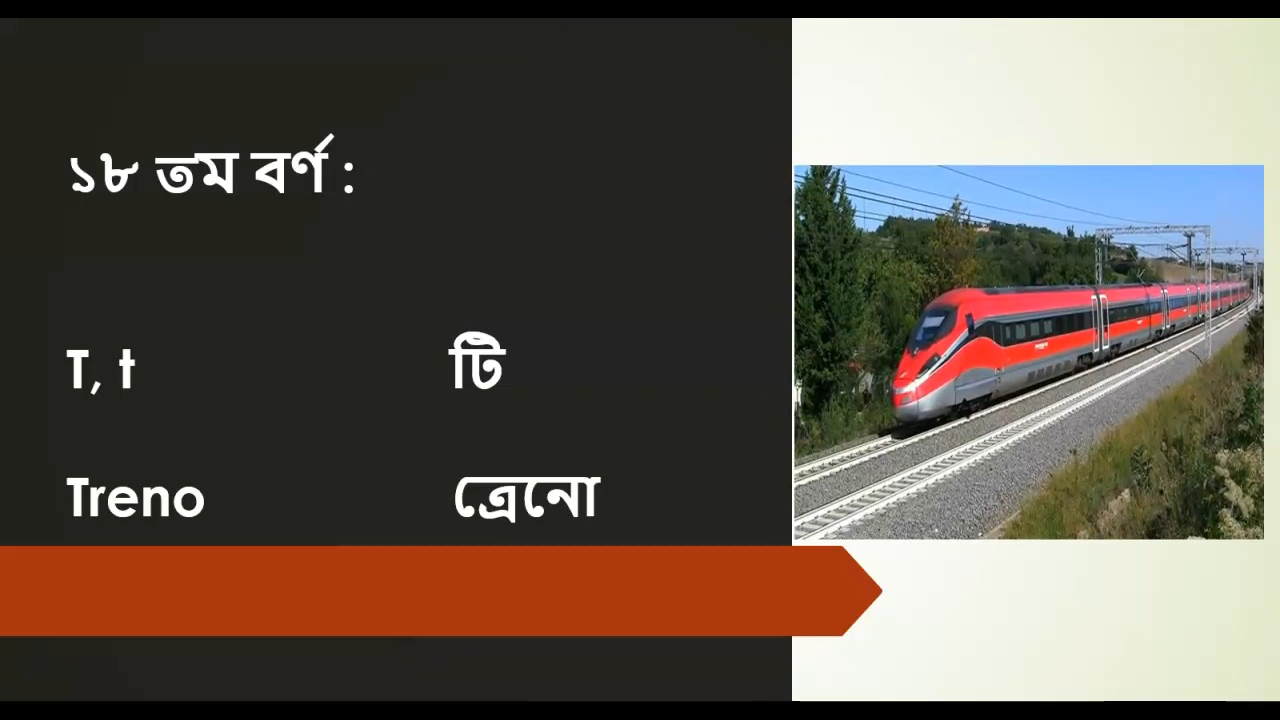 ১৮ তম বর্ণ :
T, t টি
Treno ত্রেনো